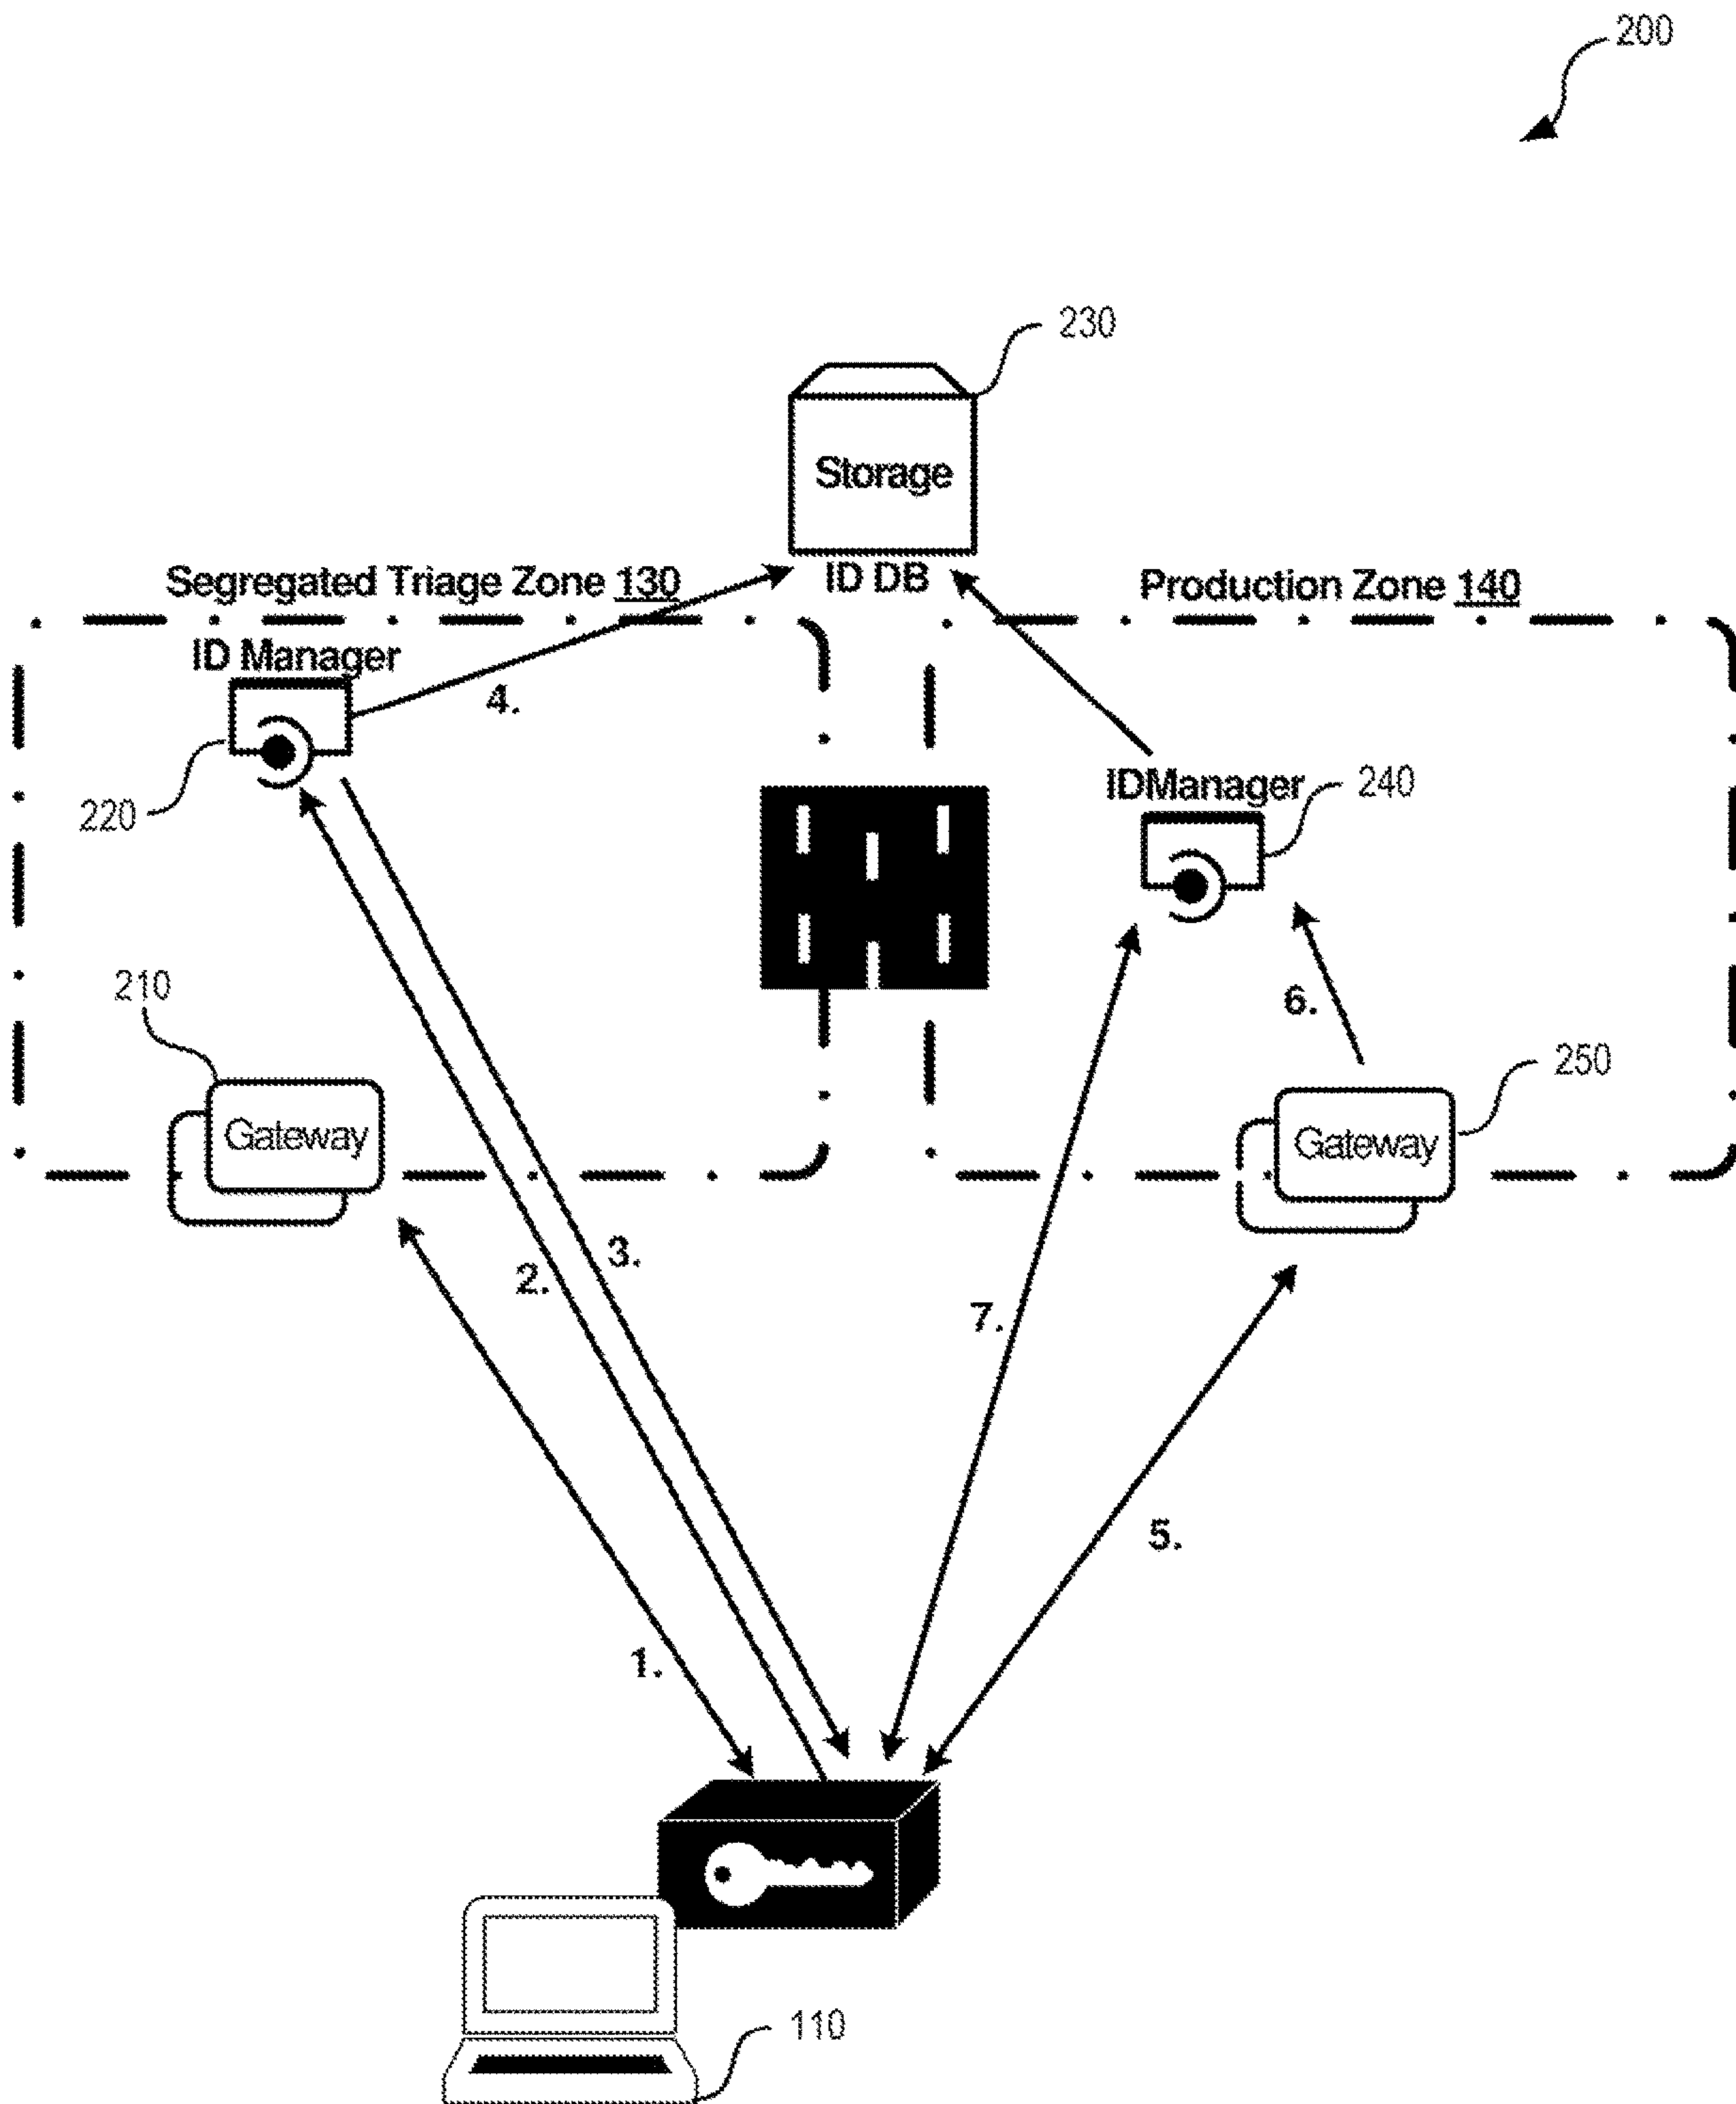 200
230
Storage
ID DB
Segregated Triage Zone 130
Production Zone 140
ID Manager
4.
220
IDManager
240
210
6.
Gateway
250
Gateway
3.
2.
7.
5.
1.
110